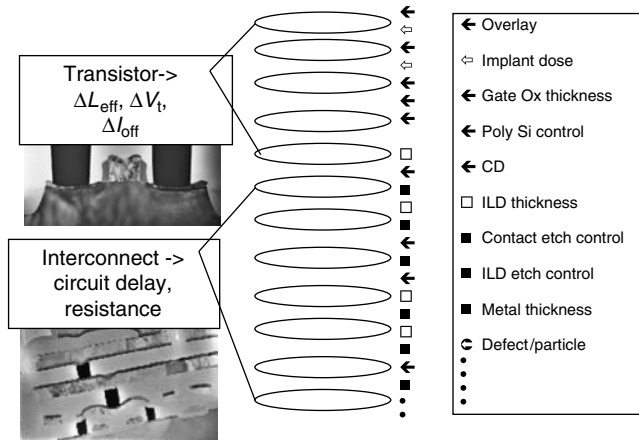 Transistor->
ΔLeff, ΔVt,
ΔIoff
Interconnect ->
circuit delay,
resistance
Overlay
Implant dose
Gate Ox thickness
Poly Si control
CD
ILD thickness
Contact etch control
ILD etch control
Metal thickness
Defect/particle